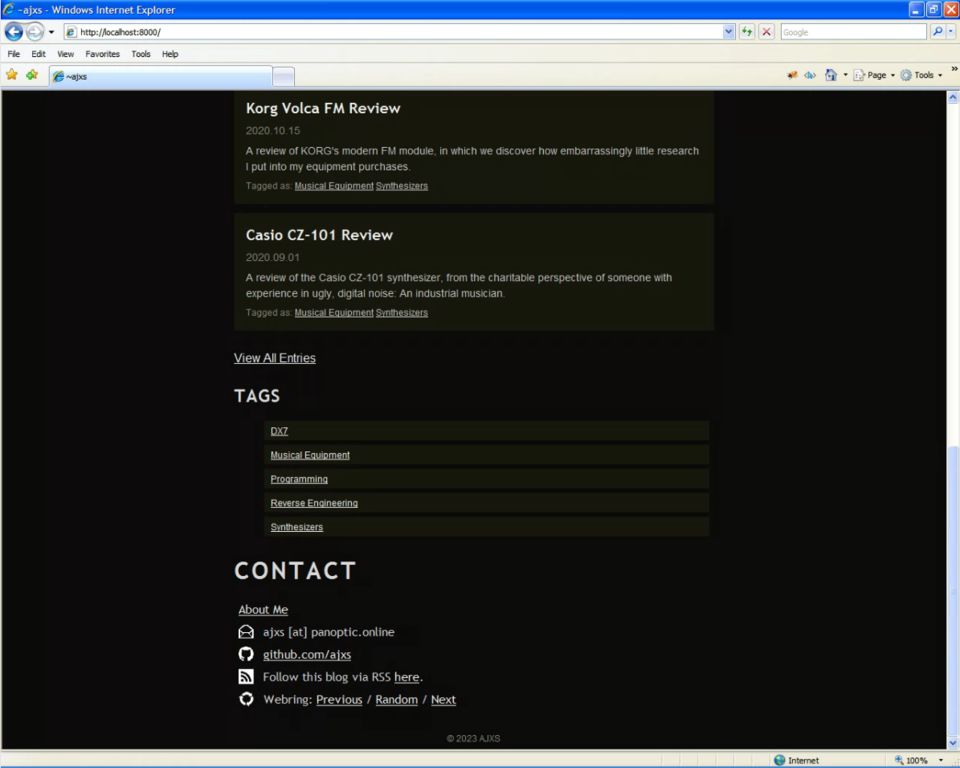 ~ajxs - Windows Internet Explorer
http://localhost:8000/
Google
File Edit View Favorites Tools Help
~ajxs
Page Tools
Korg Volca FM Review
2020.10.15
A review of KORG's modern FM module, in which we discover how embarrassingly little research
I put into my equipment purchases.
Tagged as: Musical Equipment Synthesizers
Casio CZ-101 Review
2020.09.01
A review of the Casio CZ-101 synthesizer, from the charitable perspective of someone with
experience in ugly, digital noise: An industrial musician.
Tagged as: Musical Equipment Synthesizers
View All Entries
TAGS
DX7
Musical Equipment
Programming
Reverse Engineering
Synthesizers
CONTACT
About Me
ajxs [at] panoptic.online
github.com/ajxs
Follow this blog via RSS here.
Webring: Previous / Random / Next
© 2023 AJXS
Internet 100%